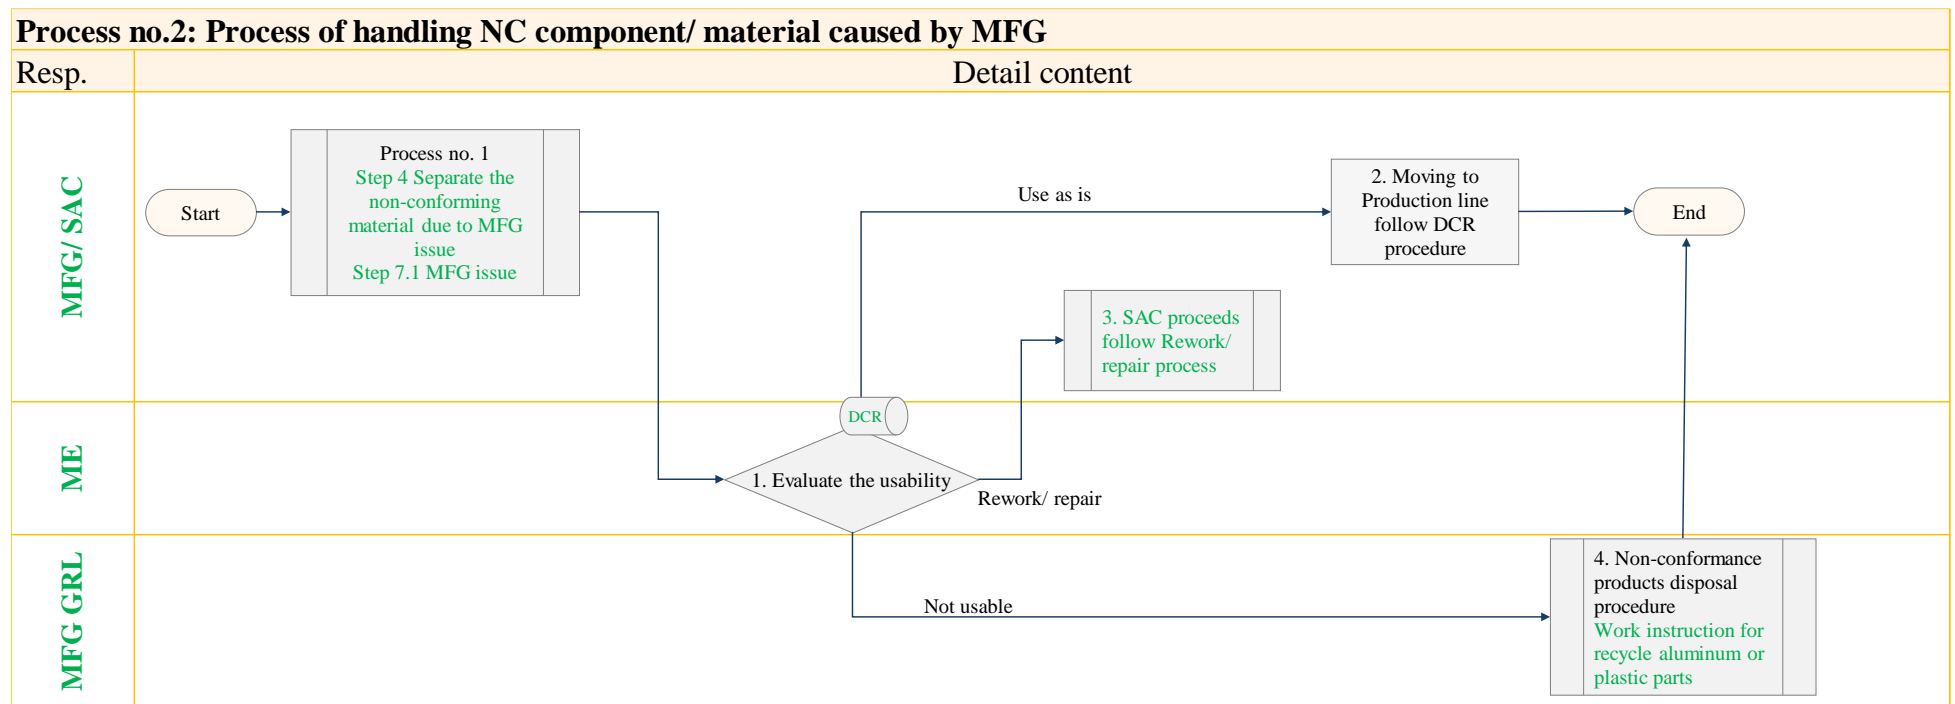 Process no.2: Process of handling NC component/ material caused by MFG
Resp.
Detail content
MFG/ SAC
Start
Process no. 1
Step 4 Separate the
non-conforming
material due to MFG
issue
Step 7.1 MFG issue
Use as is
2. Moving to
Production line
follow DCR
procedure
End
3. SAC proceeds
follow Rework/
repair process
ME
DCR
1. Evaluate the usability
Rework/ repair
MFG GRL
Not usable
4. Non-conformance
products disposal
procedure
Work instruction for
recycle aluminum or
plastic parts